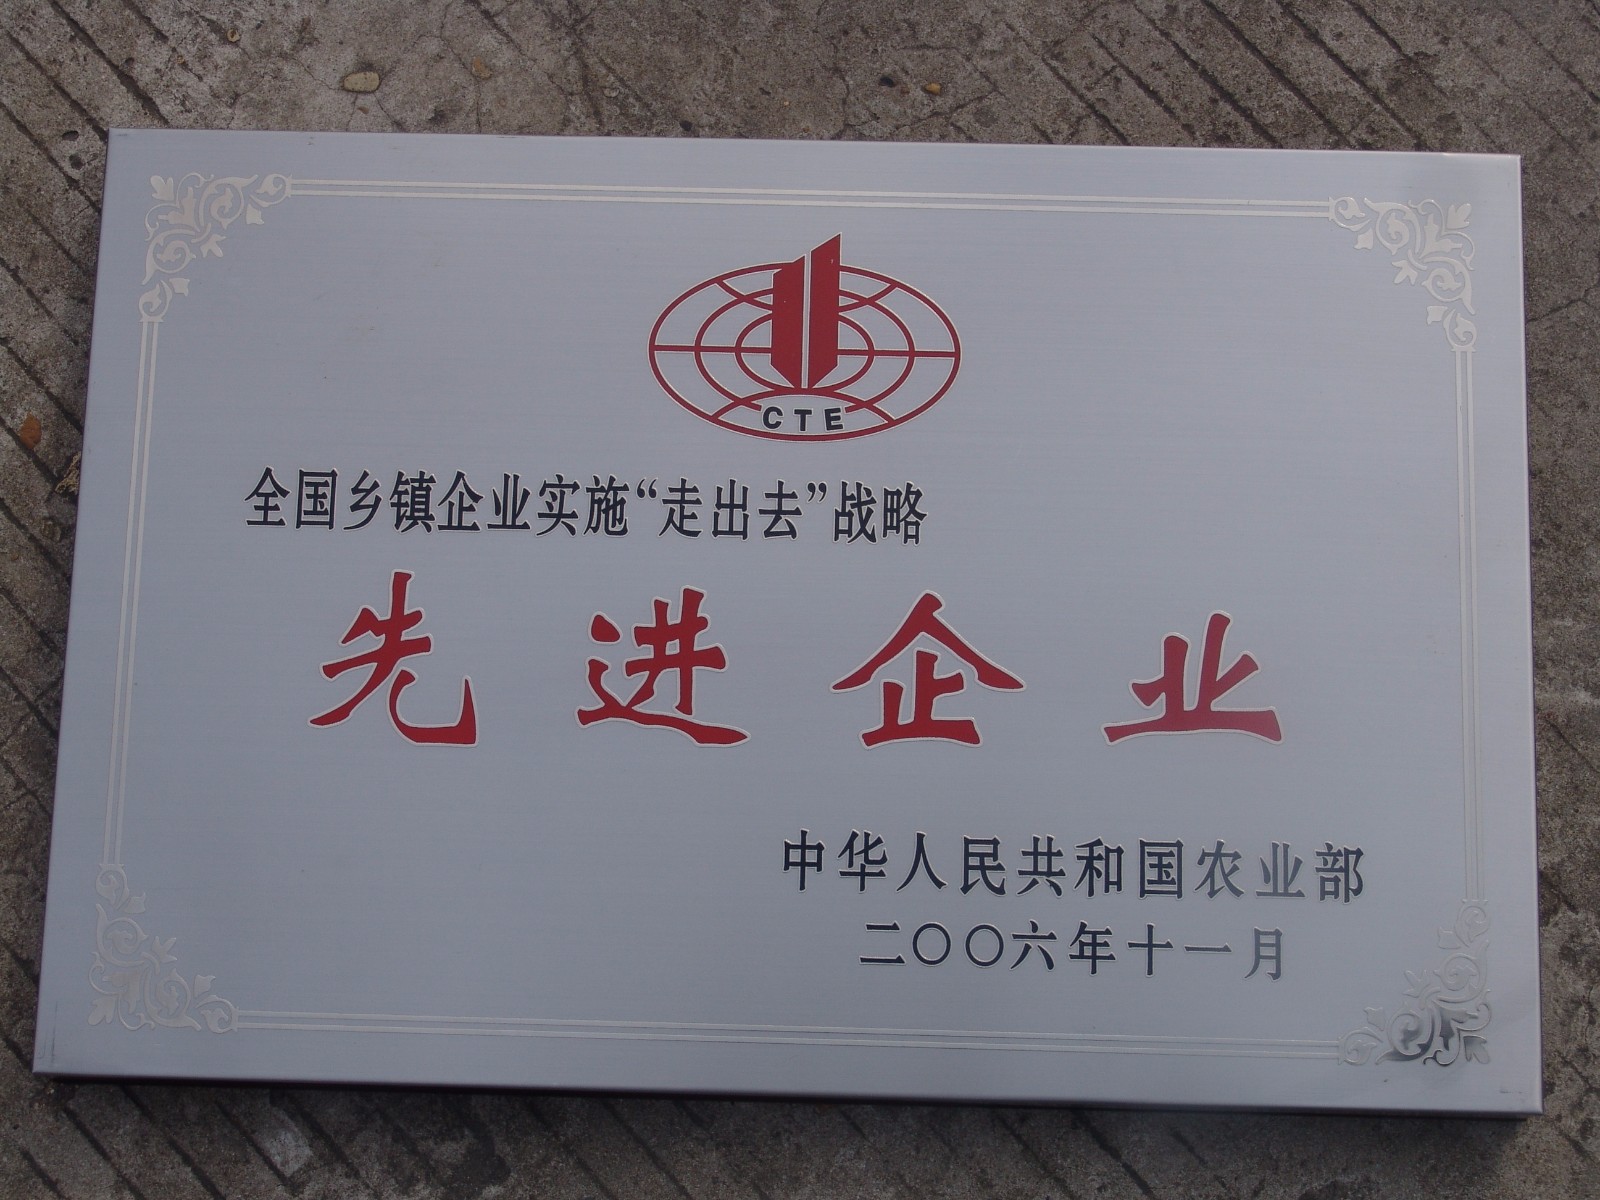 CTE
全国乡镇企业实施“走出去”战略
先进企业
中华人民共和国农业部
二〇〇六年十一月